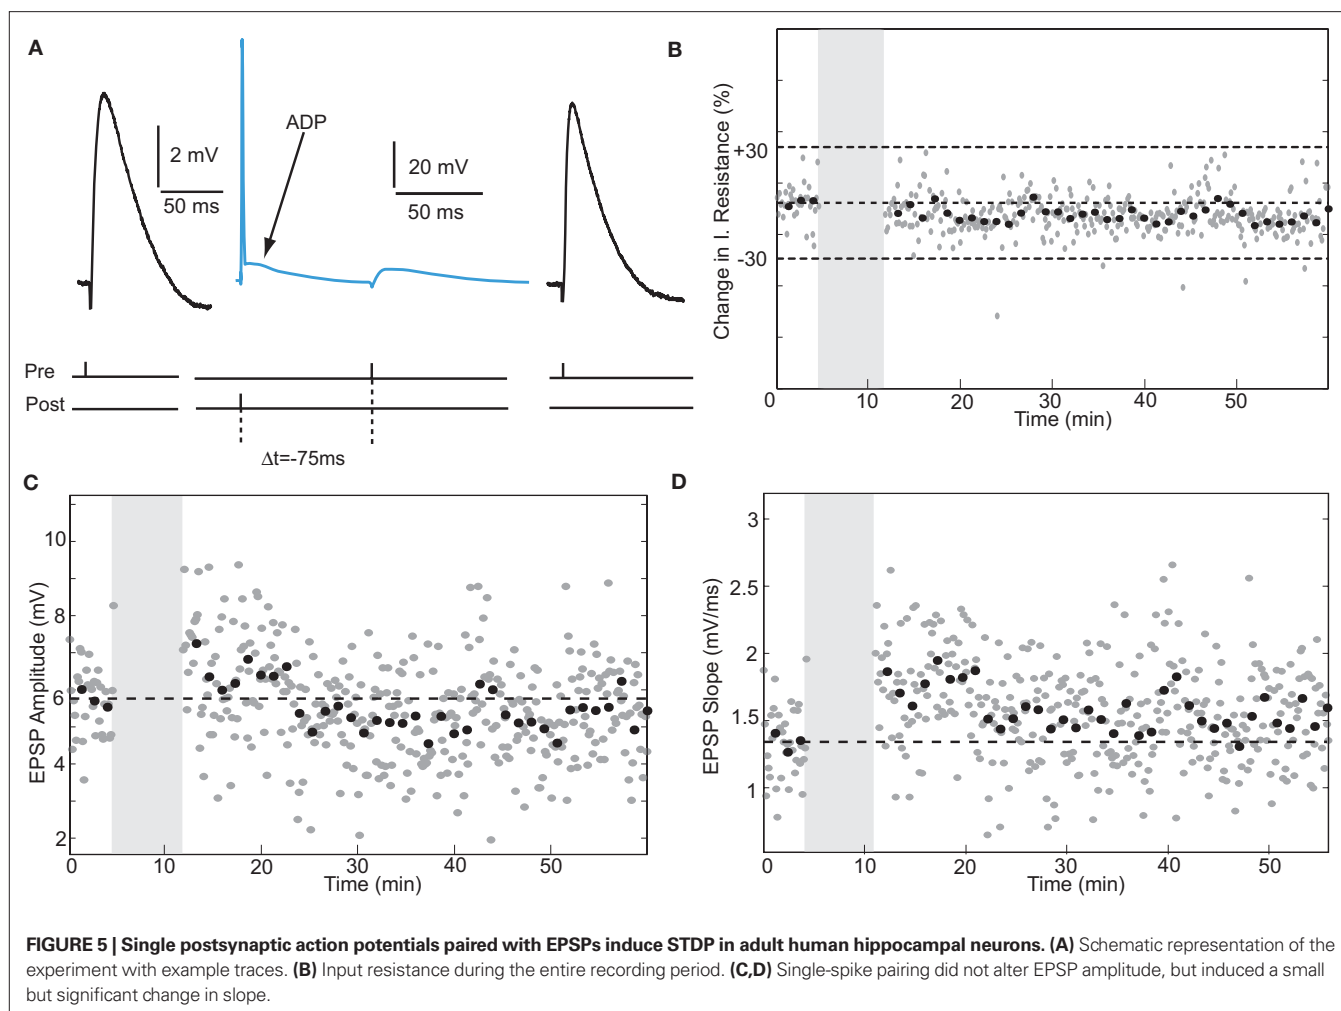 A
ADP
2 mV
50 ms
20 mV
50 ms
Pre
Post
Δt=-75ms
B
Change in I. Resistance (%)
+30
-30
0 10 20 30 40 50
Time (min)
C
EPSP Amplitude (mV)
10
8
6
4
2
0 10 20 30 40 50
Time (min)
D
EPSP Slope (mV/ms)
3
2.5
2
1.5
1
0 10 20 30 40 50
Time (min)
FIGURE 5 | Single postsynaptic action potentials paired with EPSPs induce STDP in adult human hippocampal neurons. (A) Schematic representation of the
experiment with example traces. (B) Input resistance during the entire recording period. (C,D) Single-spike pairing did not alter EPSP amplitude, but induced a small
but significant change in slope.